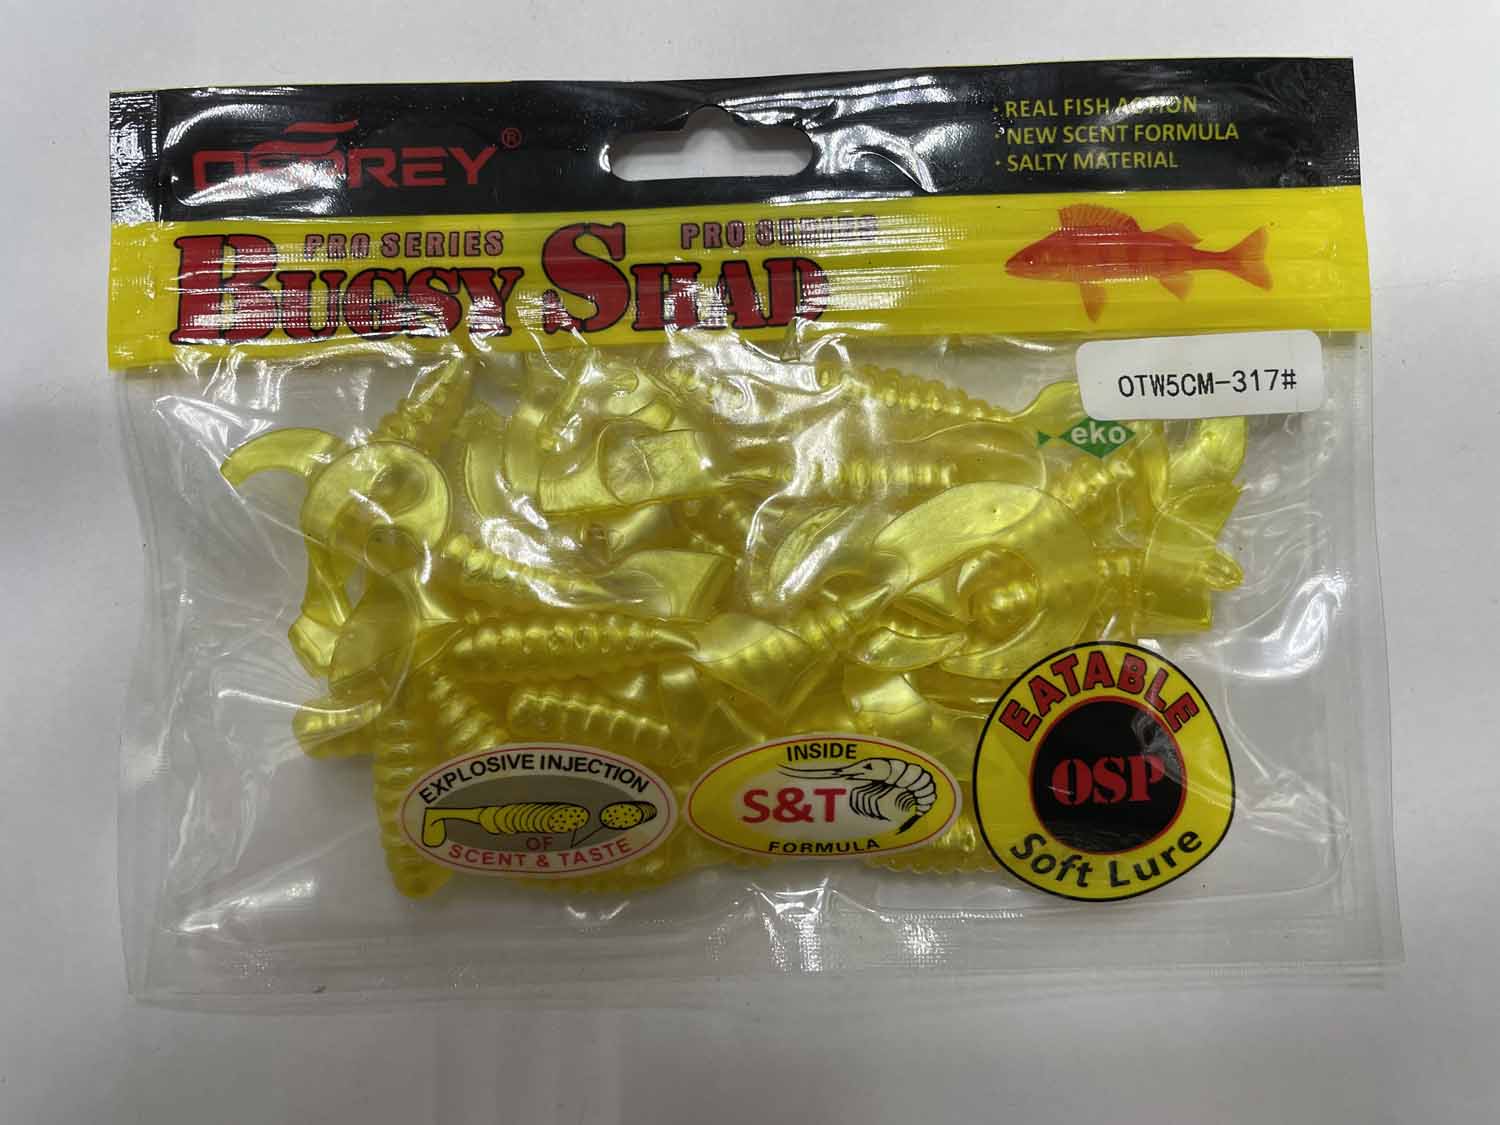 OSPREY®
· REAL FISH ACTION
· NEW SCENT FORMULA
· SALTY MATERIAL
PRO SERIES PRO SERIES
BUGSY SHAD
OTW5CM-317#
eko
EXPLOSIVE INJECTION
OF
SCENT & TASTE
INSIDE
S&T
FORMULA
EATABLE
OSP
Soft Lure